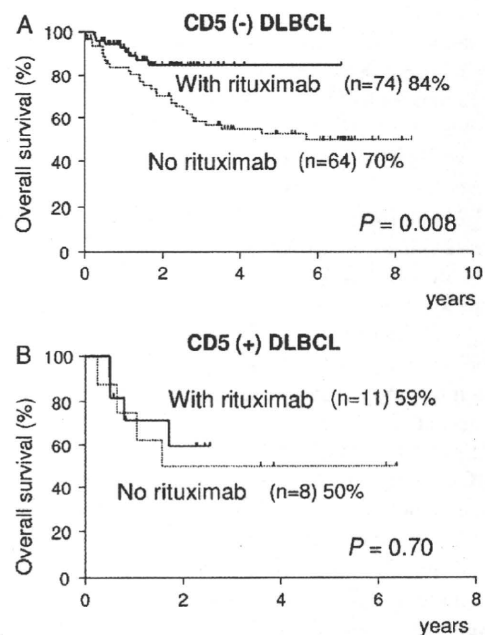 A
CD5 (-) DLBCL
Overall survival (%)
100
80
60
40
20
0
With rituximab (n=74) 84%
No rituximab (n=64) 70%
P = 0.008
0 2 4 6 8 10
years
B
CD5 (+) DLBCL
Overall survival (%)
100
80
60
40
20
0
With rituximab (n=11) 59%
No rituximab (n=8) 50%
P = 0.70
0 2 4 6 8
years